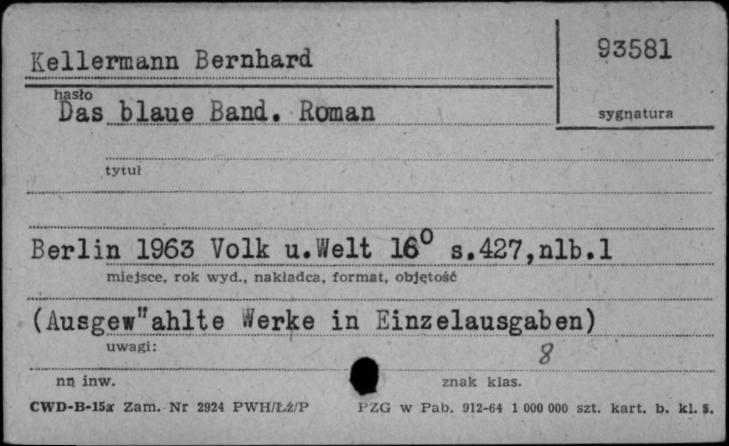 Kellermann Bernhard
93581
hasło
Das blaue Band. Roman
sygnatura
tytuł
Berlin 1963 Volk u.Welt 16⁰ s.427,nlb.1
miejsce, rok wyd., nakładca, format, objętość
(Ausgew"ahlte Werke in Einzelausgaben)
uwagi:
8
nn inw.
znak klas.
CWD-B-15a Zam. Nr 2924 PWH/Łź/P
PZG w Pab. 912-64 1 000 000 szt. kart. b. kl. 5.